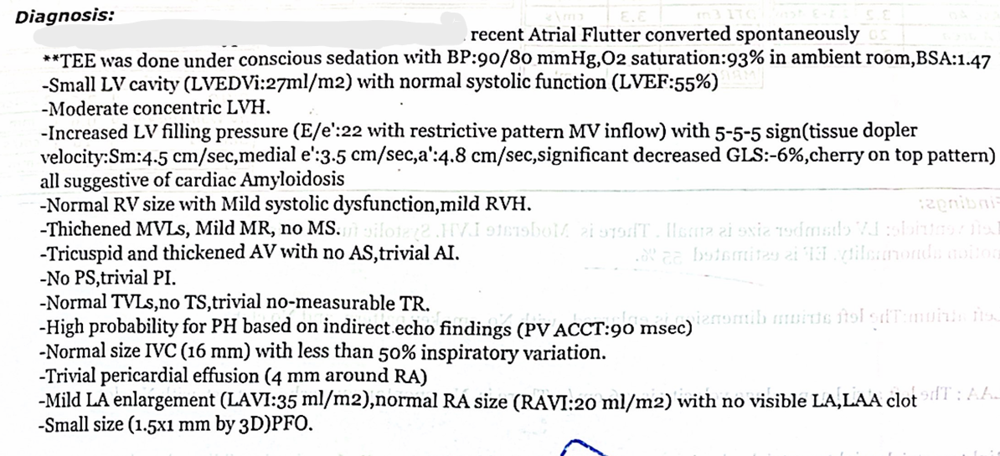 Diagnosis:
recent Atrial Flutter converted spontaneously
**TEE was done under conscious sedation with BP:90/80 mmHg,O2 saturation:93% in ambient room,BSA:1.47
-Small LV cavity (LVEDVi:27ml/m2) with normal systolic function (LVEF:55%)
-Moderate concentric LVH.
-Increased LV filling pressure (E/e':22 with restrictive pattern MV inflow) with 5-5-5 sign(tissue dopler
velocity:Sm:4.5 cm/sec,medial e':3.5 cm/sec,a':4.8 cm/sec,significant decreased GLS:-6%,cherry on top pattern)
all suggestive of cardiac Amyloidosis
-Normal RV size with Mild systolic dysfunction,mild RVH.
-Thichened MVLs, Mild MR, no MS.
-Tricuspid and thickened AV with no AS,trivial AI.
-No PS,trivial PI.
-Normal TVLs,no TS,trivial no-measurable TR.
-High probability for PH based on indirect echo findings (PV ACCT:90 msec)
-Normal size IVC (16 mm) with less than 50% inspiratory variation.
-Trivial pericardial effusion (4 mm around RA)
-Mild LA enlargement (LAVI:35 ml/m2),normal RA size (RAVI:20 ml/m2) with no visible LA,LAA clot
-Small size (1.5x1 mm by 3D)PFO.